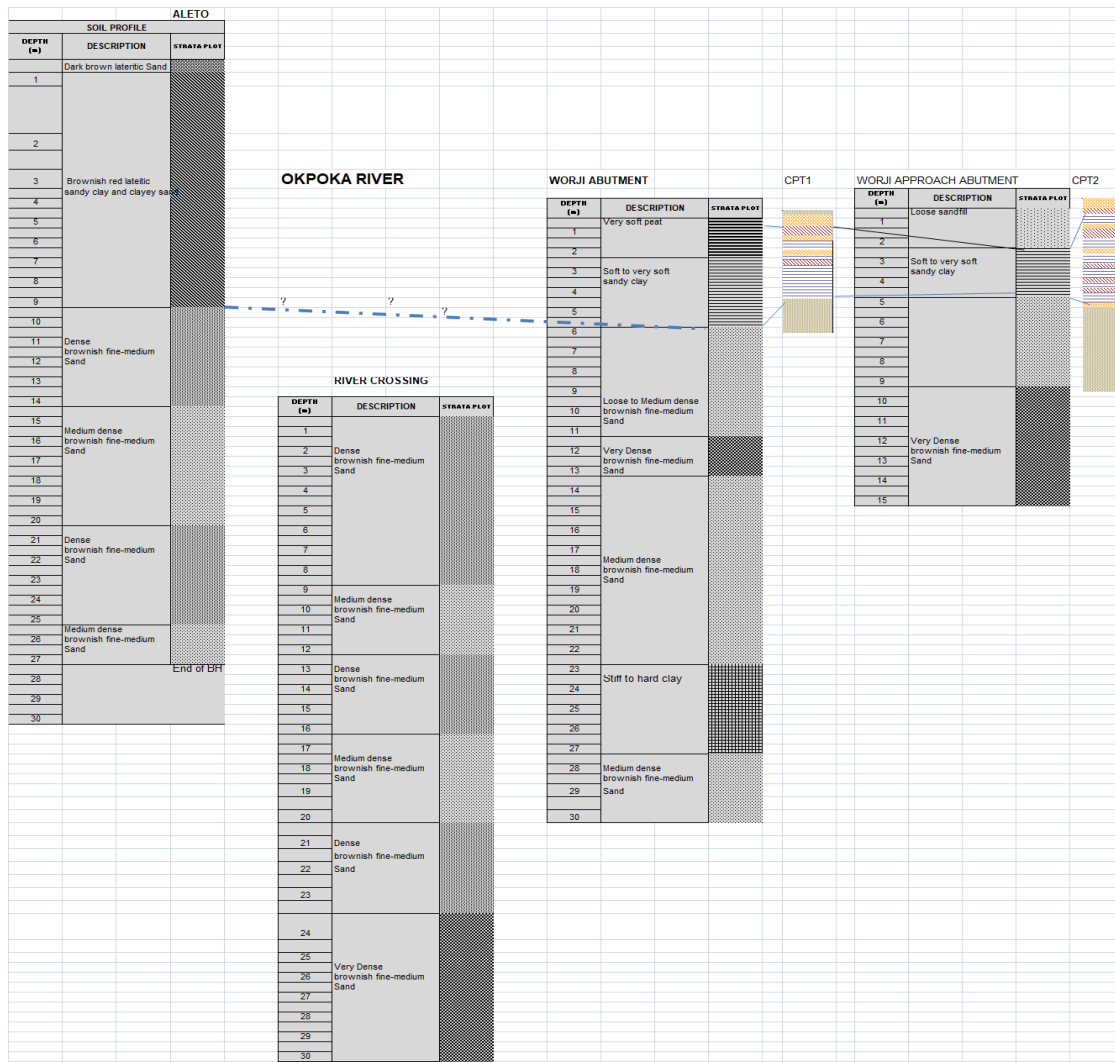 ALETO
SOIL PROFILE
DEPTH (m) DESCRIPTION STRATA PLOT
Dark brown lateritic Sand
1
2
3 Brownish red lateitic
sandy clay and clayey sand
4
5
6
7
8
9
10
11 Dense
brownish fine-medium
12 Sand
13
14
15
Medium dense
16 brownish fine-medium
17 Sand
18
19
20
21 Dense
brownish fine-medium
22 Sand
23
24
25
Medium dense
26 brownish fine-medium
Sand
27
End of BH
28
29
30
OKPOKA RIVER
? ? ?
RIVER CROSSING
DEPTH (m) DESCRIPTION STRATA PLOT
1
2 Dense
brownish fine-medium
3 Sand
4
5
6
7
8
9
Medium dense
10 brownish fine-medium
Sand
11
12
13 Dense
brownish fine-medium
14 Sand
15
16
17
Medium dense
18 brownish fine-medium
Sand
19
20
21 Dense
brownish fine-medium
22 Sand
23
24
25
Very Dense
26 brownish fine-medium
Sand
27
28
29
30
WORJI ABUTMENT
DEPTH (m) DESCRIPTION STRATA PLOT
Very soft peat
1
2
3 Soft to very soft
sandy clay
4
5
6
7
8
9
Loose to Medium dense
10 brownish fine-medium
Sand
11
12 Very Dense
brownish fine-medium
13 Sand
14
15
16
17
Medium dense
18 brownish fine-medium
Sand
19
20
21
22
23
Stiff to hard clay
24
25
26
27
28 Medium dense
brownish fine-medium
29 Sand
30
CPT1
WORJI APPROACH ABUTMENT
DEPTH (m) DESCRIPTION STRATA PLOT
Loose sandfill
1
2
3 Soft to very soft
sandy clay
4
5
6
7
8
9
10
11
12 Very Dense
brownish fine-medium
13 Sand
14
15
CPT2